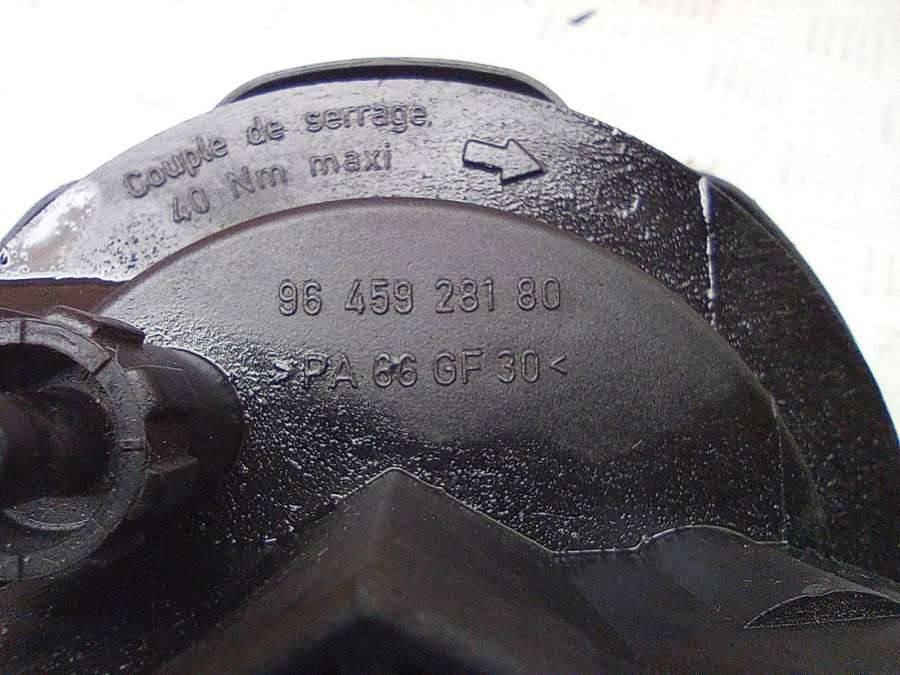 Couple de serrage
40 Nm maxi
96 459 281 80
>PA 66 GF 30<